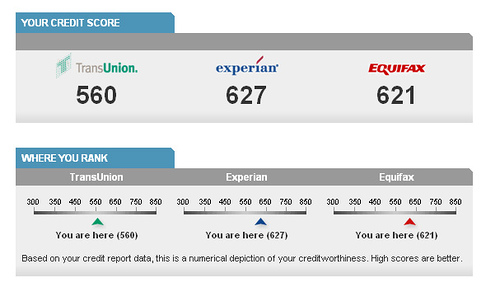 YOUR CREDIT SCORE
TransUnion. experian Equifax
560 627 621
WHERE YOU RANK
TransUnion Experian Equifax
300 350 450 550 650 750 850 300 350 450 550 650 750 850 300 350 450 550 650 750 850
You are here (560) You are here (627) You are here (621)
Based on your credit report data, this is a numerical depiction of your creditworthiness. High scores are better.